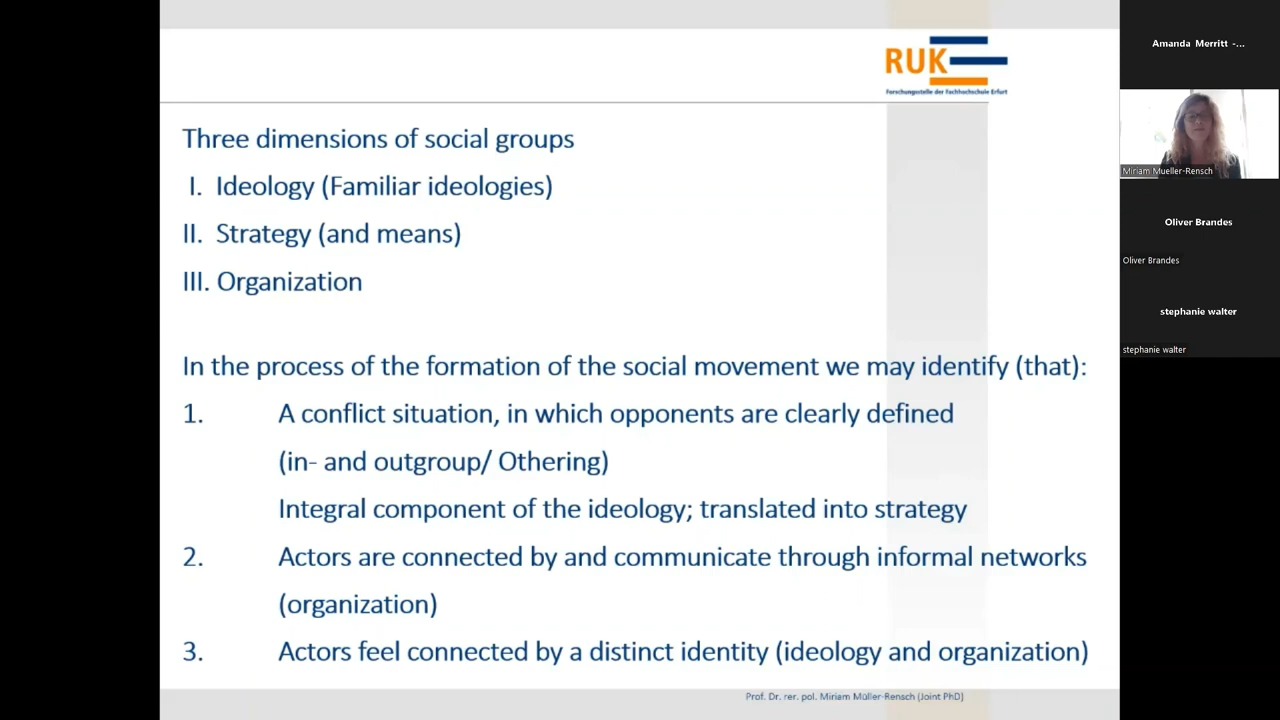 RUK
Forschungsstelle der Fachhochschule Erfurt
Three dimensions of social groups
I. Ideology (Familiar ideologies)
II. Strategy (and means)
III. Organization
In the process of the formation of the social movement we may identify (that):
1. A conflict situation, in which opponents are clearly defined
(in- and outgroup/ Othering)
Integral component of the ideology; translated into strategy
2. Actors are connected by and communicate through informal networks
(organization)
3. Actors feel connected by a distinct identity (ideology and organization)
Prof. Dr. rer. pol. Miriam Müller-Rensch (Joint PhD)
Amanda Merritt -...
Miriam Mueller-Rensch
Oliver Brandes
Oliver Brandes
stephanie walter
stephanie walter